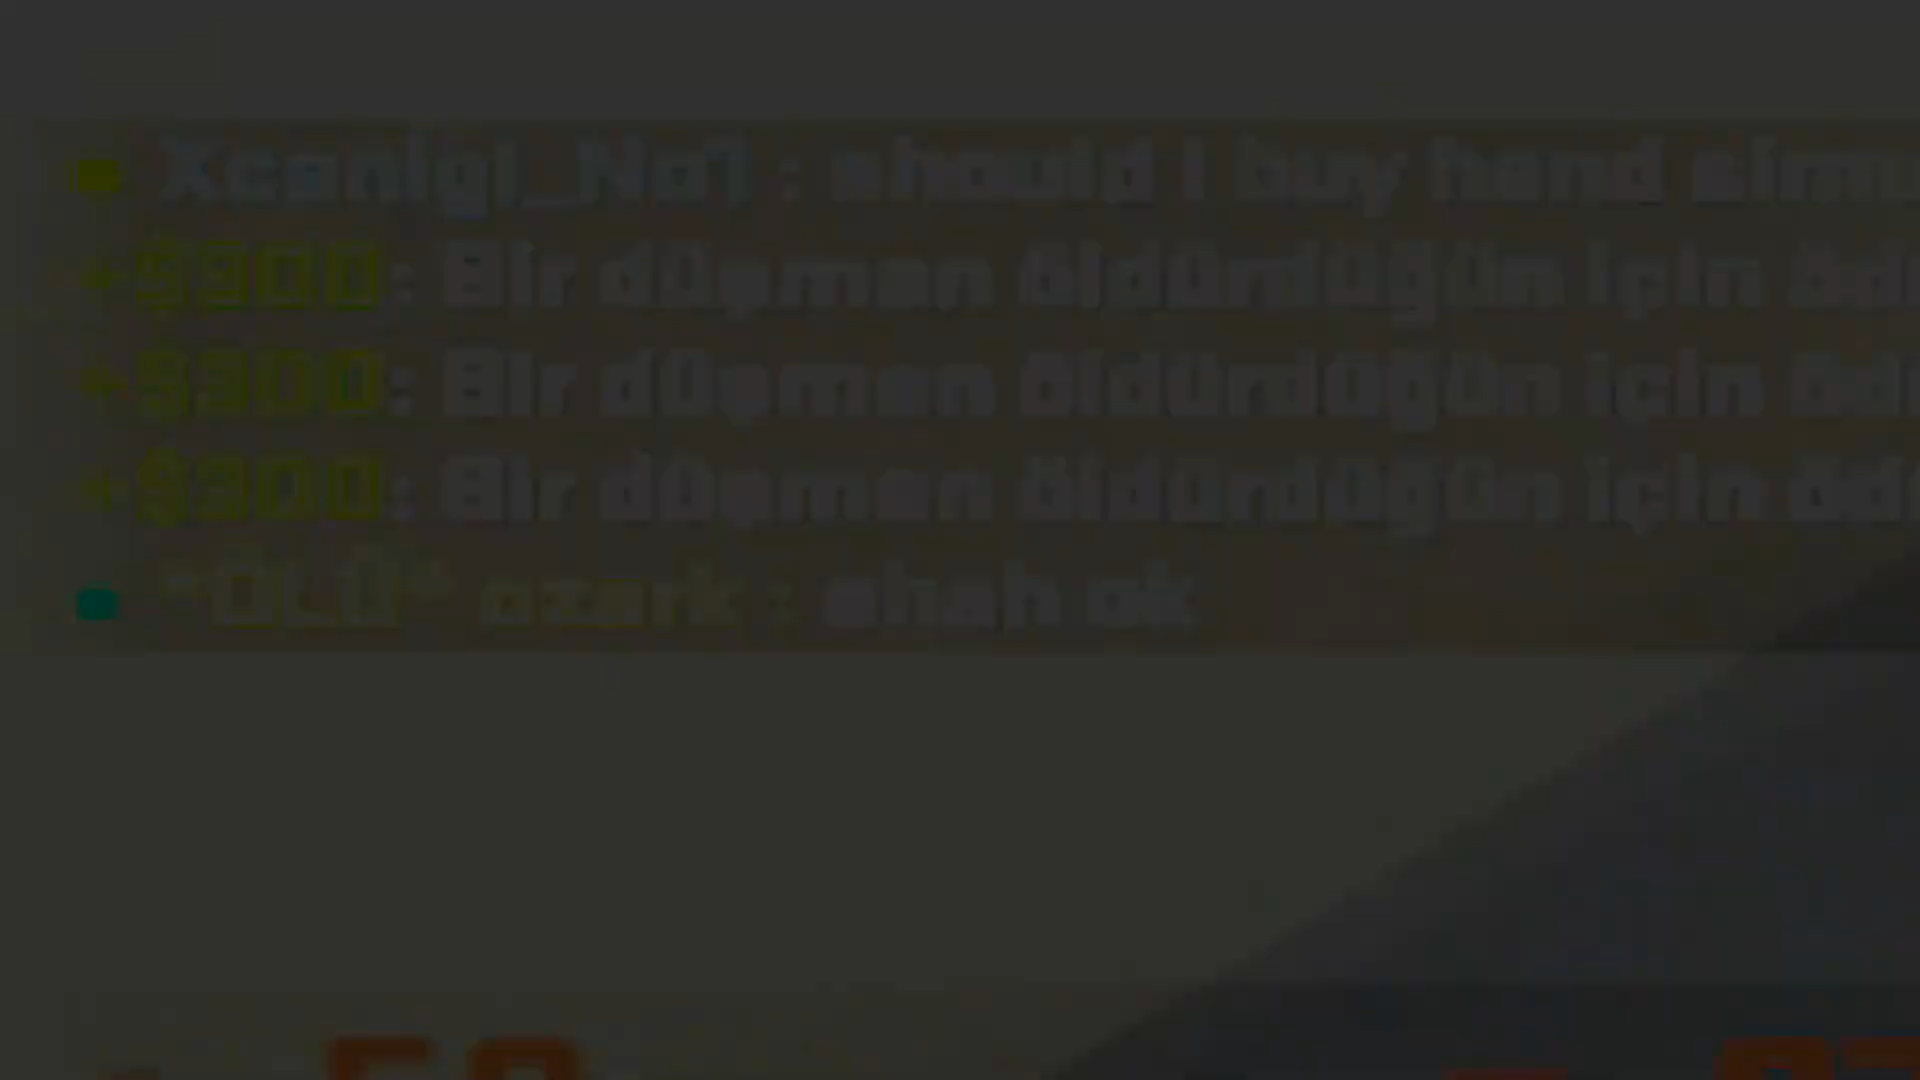 Xcanlgl_No1 : should I buy hand
+$300: Bir düşman öldürdüğün için
+$300: Bir düşman öldürdüğün için
+$300: Bir düşman öldürdüğün için
*ÖLÜ* ozark : ahah ok